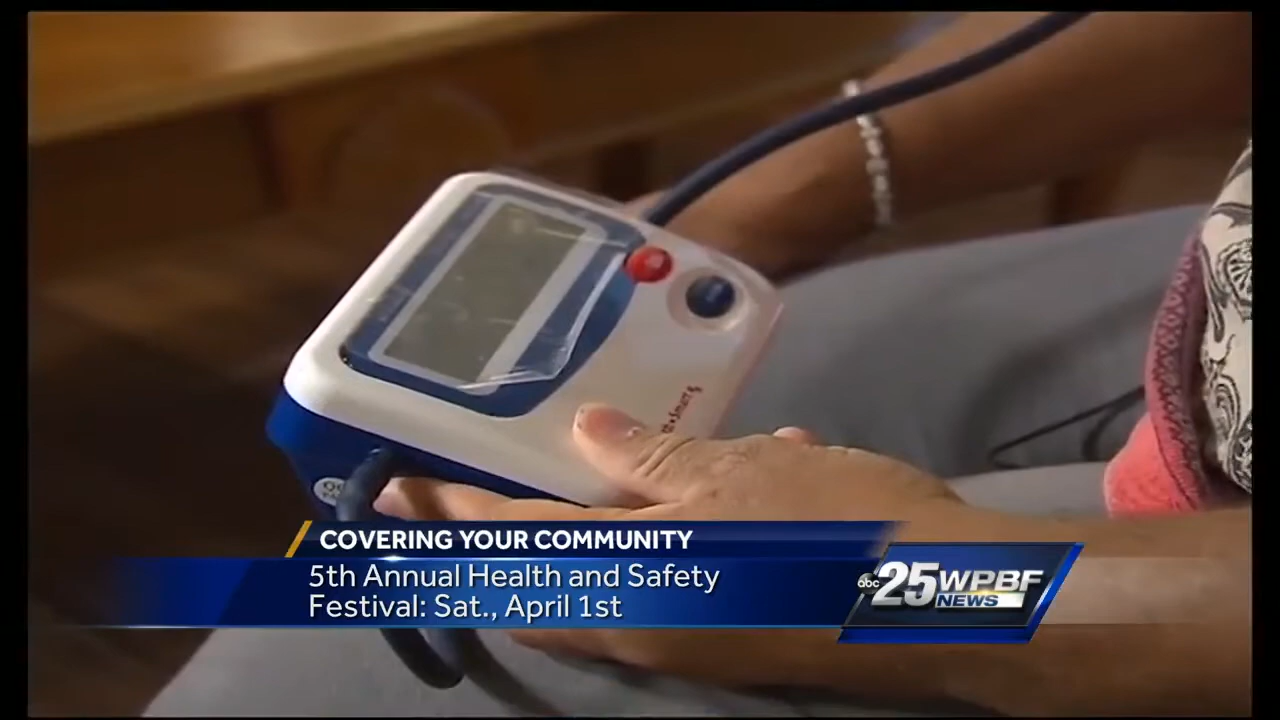 COVERING YOUR COMMUNITY
5th Annual Health and Safety
Festival: Sat., April 1st
abc 25 WPBF
NEWS